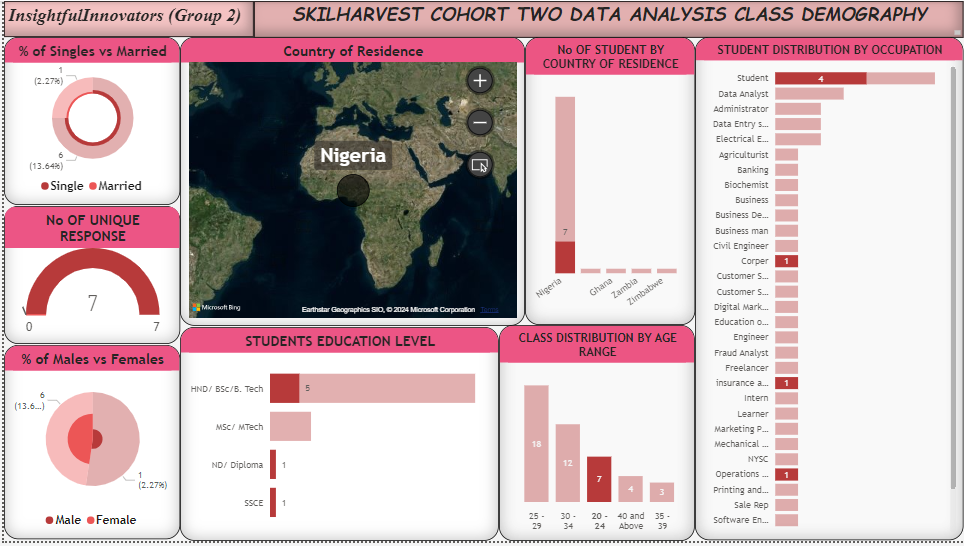 InsightfulInnovators (Group 2)
SKILHARVEST COHORT TWO DATA ANALYSIS CLASS DEMOGRAPHY
% of Singles vs Married
1
(2.27%)
6
(13.64%)
Single Married
No OF UNIQUE
RESPONSE
7
0
7
% of Males vs Females
6
(13.6...)
1
(2.27%)
Male Female
Country of Residence
Nigeria
Microsoft Bing
Earthstar Geographics SIO, © 2024 Microsoft Corporation Terms
STUDENTS EDUCATION LEVEL
HND/ BSc/B. Tech
5
MSc/ MTech
ND/ Diploma
1
SSCE
1
No OF STUDENT BY
COUNTRY OF RESIDENCE
7
Nigeria
Ghana
Zambia
Zimbabwe
CLASS DISTRIBUTION BY AGE
RANGE
18
12
7
4
3
25 - 30 - 20 - 40 and 35 -
29 34 24 Above 39
STUDENT DISTRIBUTION BY OCCUPATION
Student 4
Data Analyst
Administrator
Data Entry s...
Electrical E...
Agriculturist
Banking
Biochemist
Business
Business De...
Business man
Civil Engineer
Corper 1
Customer S...
Customer S...
Digital Mark...
Education o...
Engineer
Fraud Analyst
Freelancer
insurance a... 1
Intern
Learner
Marketing P...
Mechanical ...
NYSC
Operations ... 1
Printing and...
Sale Rep
Software En...